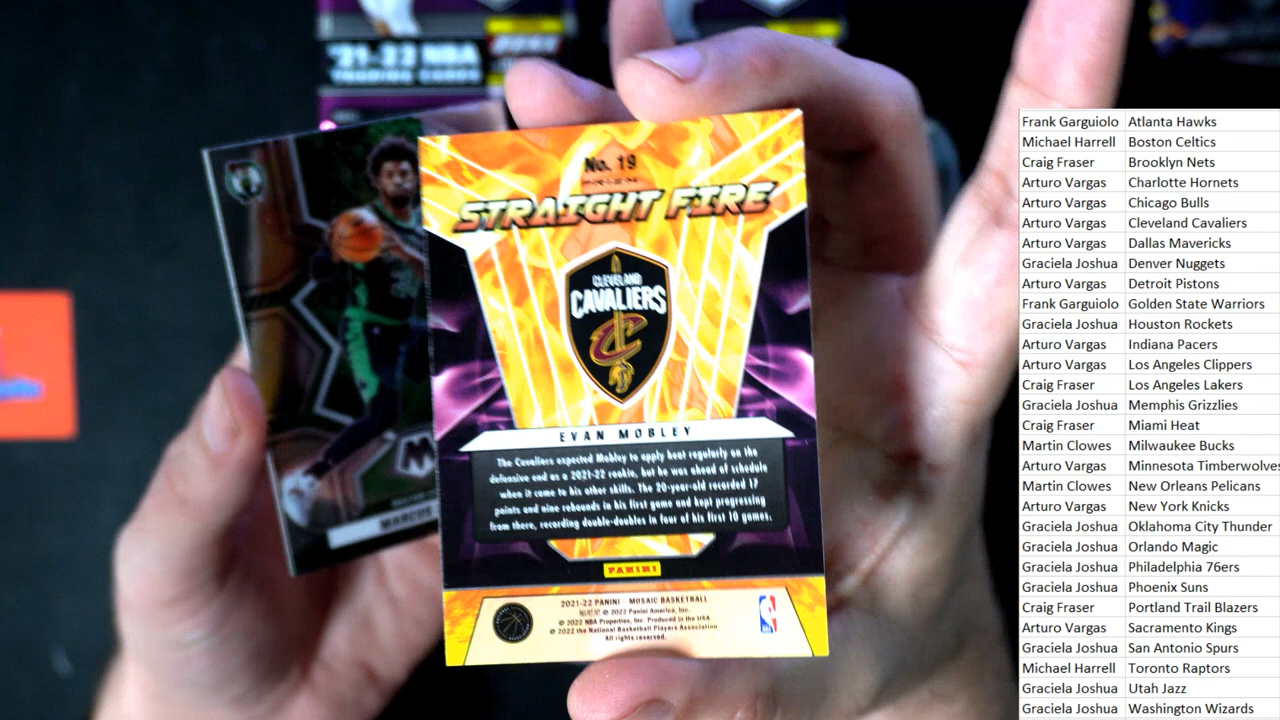 '21-22 NBA
TRADING CARDS
No. 19
STRAIGHT FIRE
CLEVELAND
CAVALIERS
EVAN MOBLEY
The Cavaliers expected Mobley to apply heat regularly on the
defensive end as a 2021-22 rookie, but he was ahead of schedule
when it came to his other skills. The 20-year-old recorded 17
points and nine rebounds in his first game and kept progressing
from there, recording double-doubles in four of his first 10 games.
PANINI
2021-22 PANINI - MOSAIC BASKETBALL
© 2022 Panini America, Inc.
© 2022 NBA Properties, Inc. Produced in the USA
© 2022 the National Basketball Players Association
All rights reserved.
MARCUS
Frank Garguiolo Atlanta Hawks
Michael Harrell Boston Celtics
Craig Fraser Brooklyn Nets
Arturo Vargas Charlotte Hornets
Arturo Vargas Chicago Bulls
Arturo Vargas Cleveland Cavaliers
Arturo Vargas Dallas Mavericks
Graciela Joshua Denver Nuggets
Arturo Vargas Detroit Pistons
Frank Garguiolo Golden State Warriors
Graciela Joshua Houston Rockets
Arturo Vargas Indiana Pacers
Arturo Vargas Los Angeles Clippers
Craig Fraser Los Angeles Lakers
Graciela Joshua Memphis Grizzlies
Craig Fraser Miami Heat
Martin Clowes Milwaukee Bucks
Arturo Vargas Minnesota Timberwolves
Martin Clowes New Orleans Pelicans
Arturo Vargas New York Knicks
Graciela Joshua Oklahoma City Thunder
Graciela Joshua Orlando Magic
Graciela Joshua Philadelphia 76ers
Graciela Joshua Phoenix Suns
Craig Fraser Portland Trail Blazers
Arturo Vargas Sacramento Kings
Graciela Joshua San Antonio Spurs
Michael Harrell Toronto Raptors
Graciela Joshua Utah Jazz
Graciela Joshua Washington Wizards